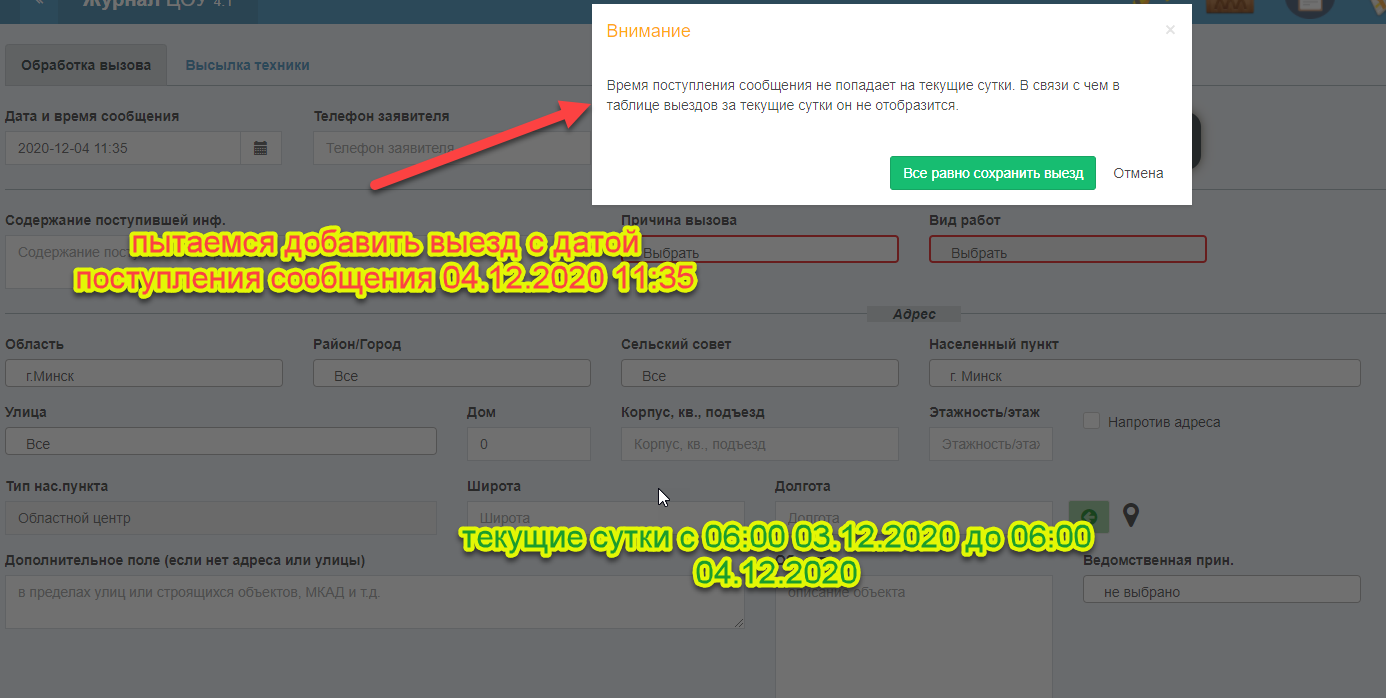 « Журнал ЦОУ 4.1
Внимание ×
Обработка вызова Высылка техники
Время поступления сообщения не попадает на текущие сутки. В связи с чем в
таблице выездов за текущие сутки он не отобразится.
Дата и время сообщения Телефон заявителя
2020-12-04 11:35 Телефон заявителя
Все равно сохранить выезд Отмена
Содержание поступившей инф. Причина вызова Вид работ
пытаемся добавить выезд с датой
поступления сообщения 04.12.2020 11:35
Содержание пос Выбрать Выбрать
Адрес
Область Район/Город Сельский совет Населенный пункт
г.Минск Все Все г. Минск
Улица Дом Корпус, кв., подъезд Этажность/этаж
Все 0 Корпус, кв., подъезд Этажность/этаж Напротив адреса
Тип нас.пункта Широта Долгота
Областной центр Широта Долгота
текущие сутки с 06:00 03.12.2020 до 06:00
04.12.2020
Дополнительное поле (если нет адреса или улицы) Ведомственная прин.
в пределах улиц или строящихся объектов, МКАД и т.д. описание объекта не выбрано